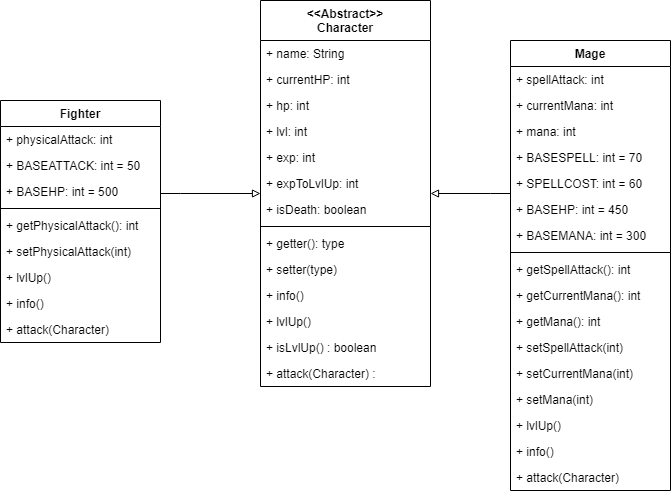 Fighter
+ physicalAttack: int
+ BASEATTACK: int = 50
+ BASEHP: int = 500
+ getPhysicalAttack(): int
+ setPhysicalAttack(int)
+ lvlUp()
+ info()
+ attack(Character)
<<Abstract>>
Character
+ name: String
+ currentHP: int
+ hp: int
+ lvl: int
+ exp: int
+ expToLvlUp: int
+ isDeath: boolean
+ getter(): type
+ setter(type)
+ info()
+ lvlUp()
+ isLvlUp() : boolean
+ attack(Character) :
Mage
+ spellAttack: int
+ currentMana: int
+ mana: int
+ BASESPELL: int = 70
+ SPELLCOST: int = 60
+ BASEHP: int = 450
+ BASEMANA: int = 300
+ getSpellAttack(): int
+ getCurrentMana(): int
+ getMana(): int
+ setSpellAttack(int)
+ setCurrentMana(int)
+ setMana(int)
+ lvlUp()
+ info()
+ attack(Character)